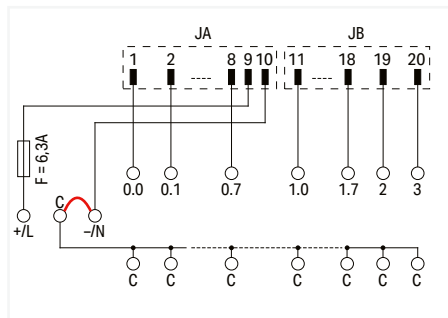 JA JB
1 2 8 9 10 11 18 19 20
F = 6,3A
0.0 0.1 0.7 1.0 1.7 2 3
C
+/L –/N
C C C C C C C